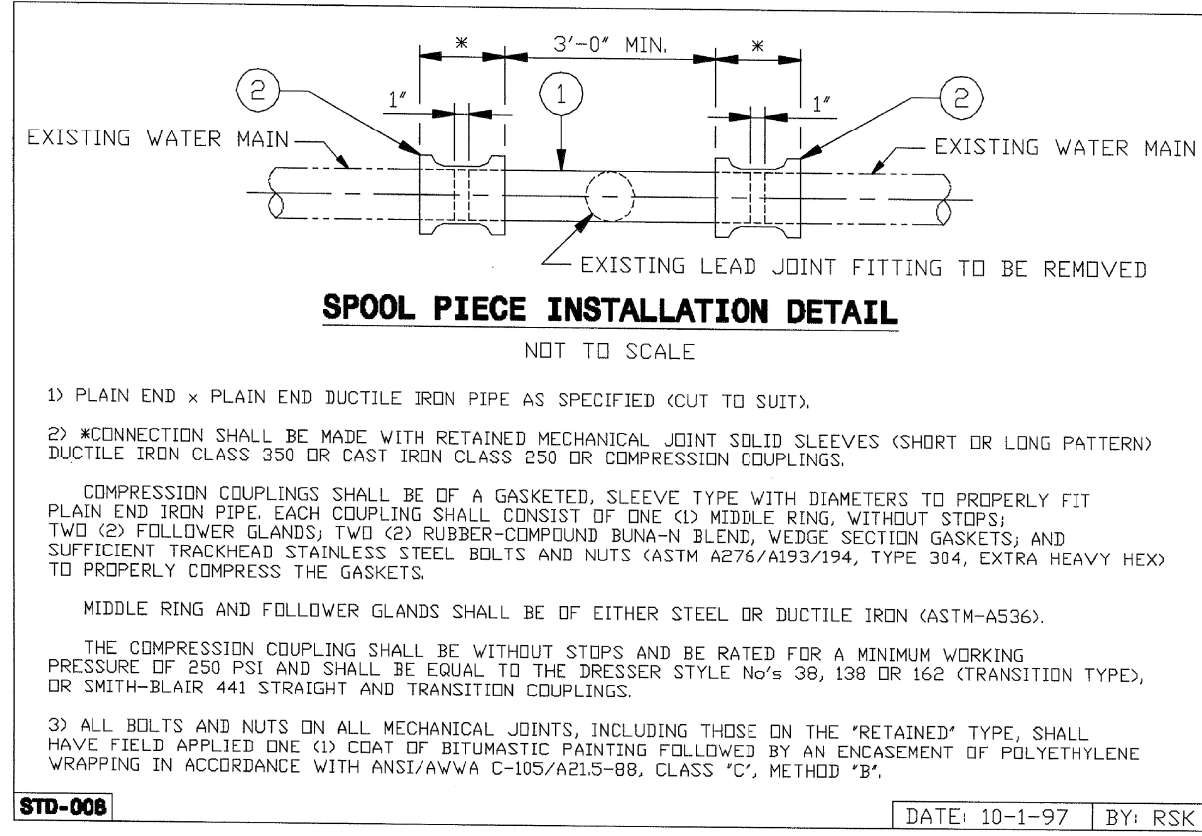 * 3'-0" MIN. *
2 1" 1 1" 2
EXISTING WATER MAIN
EXISTING WATER MAIN
EXISTING LEAD JOINT FITTING TO BE REMOVED
SPOOL PIECE INSTALLATION DETAIL
NOT TO SCALE
1) PLAIN END x PLAIN END DUCTILE IRON PIPE AS SPECIFIED (CUT TO SUIT).
2) *CONNECTION SHALL BE MADE WITH RETAINED MECHANICAL JOINT SOLID SLEEVES (SHORT OR LONG PATTERN)
DUCTILE IRON CLASS 350 OR CAST IRON CLASS 250 OR COMPRESSION COUPLINGS.
COMPRESSION COUPLINGS SHALL BE OF A GASKETED, SLEEVE TYPE WITH DIAMETERS TO PROPERLY FIT
PLAIN END IRON PIPE. EACH COUPLING SHALL CONSIST OF ONE (1) MIDDLE RING, WITHOUT STOPS;
TWO (2) FOLLOWER GLANDS; TWO (2) RUBBER-COMPOUND BUNA-N BLEND, WEDGE SECTION GASKETS; AND
SUFFICIENT TRACKHEAD STAINLESS STEEL BOLTS AND NUTS (ASTM A276/A193/194, TYPE 304, EXTRA HEAVY HEX)
TO PROPERLY COMPRESS THE GASKETS.
MIDDLE RING AND FOLLOWER GLANDS SHALL BE OF EITHER STEEL OR DUCTILE IRON (ASTM-A536).
THE COMPRESSION COUPLING SHALL BE WITHOUT STOPS AND BE RATED FOR A MINIMUM WORKING
PRESSURE OF 250 PSI AND SHALL BE EQUAL TO THE DRESSER STYLE No's 38, 138 OR 162 (TRANSITION TYPE),
OR SMITH-BLAIR 441 STRAIGHT AND TRANSITION COUPLINGS.
3) ALL BOLTS AND NUTS ON ALL MECHANICAL JOINTS, INCLUDING THOSE ON THE "RETAINED" TYPE, SHALL
HAVE FIELD APPLIED ONE (1) COAT OF BITUMASTIC PAINTING FOLLOWED BY AN ENCASEMENT OF POLYETHYLENE
WRAPPING IN ACCORDANCE WITH ANSI/AWWA C-105/A21.5-88, CLASS "C", METHOD "B".
STD-008
DATE: 10-1-97 BY: RSK